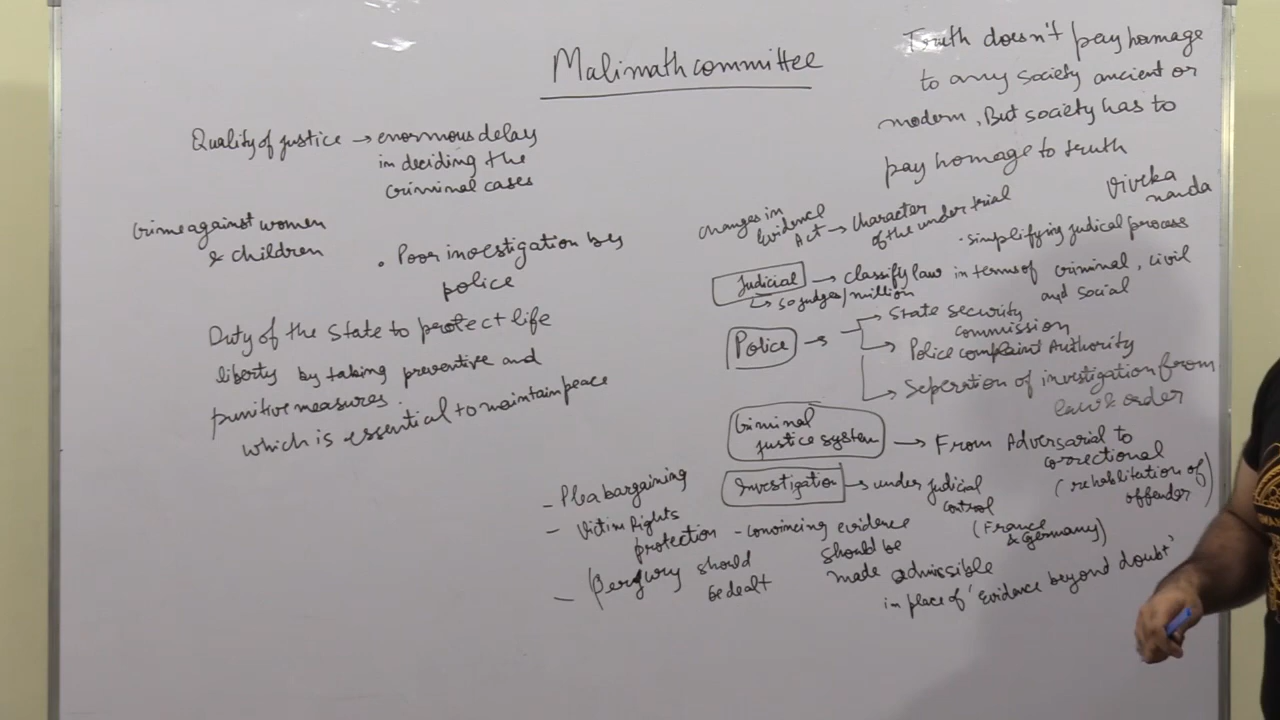 Malimath committee
Truth doesn't pay homage
to any society ancient or
modern, But society has to
pay homage to truth
Viveka
nanda
Quality of justice → enormous delay
in deciding the
criminal cases
Crime against women
& children
• Poor investigation by
police
Duty of the State to protect life
liberty by taking preventive and
punitive measures.
which is essential to maintain peace
Changes in
Evidence
Act → Character
of the under trial
• simplifying judical process
Judicial → classify law in terms of criminal, civil
and social
↳ 50 judges/million
Police → State security
commission
→ Police complaint Authority
→ Seperrtion of investigation from
law & order
Criminal
justice system → From Adversarial to
correctional
(rehablitation of
offender)
Investigation → under Judicial
control
(France
& Germany)
- Plea bargaining
- Victim Rights
protection
- Perjury should
be dealt
- convincing evidence
should be
made admissible
in place of 'evidence beyond doubt'